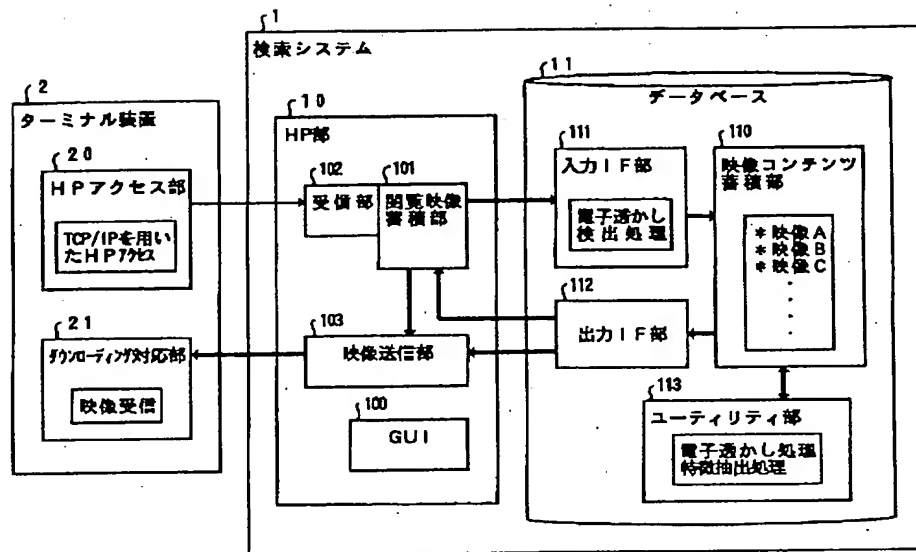 1
検索システム
2
ターミナル装置
20
HPアクセス部
TCP/IPを用い
たHPアクセス
21
ダウンローディング対応部
映像受信
10
HP部
102
受信部
101
閲覧映像
蓄積部
103
映像送信部
100
GUI
11
データベース
111
入力IF部
電子透かし
検出処理
110
映像コンテンツ
蓄積部
*映像A
*映像B
*映像C
・
・
・
・
112
出力IF部
113
ユーティリティ部
電子透かし処理
特徴抽出処理